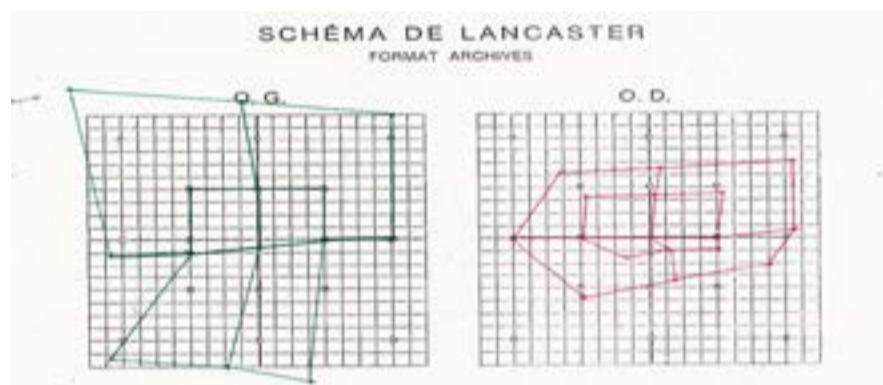 SCHÉMA DE LANCASTER
FORMAT ARCHIVES
O. G.
O. D.